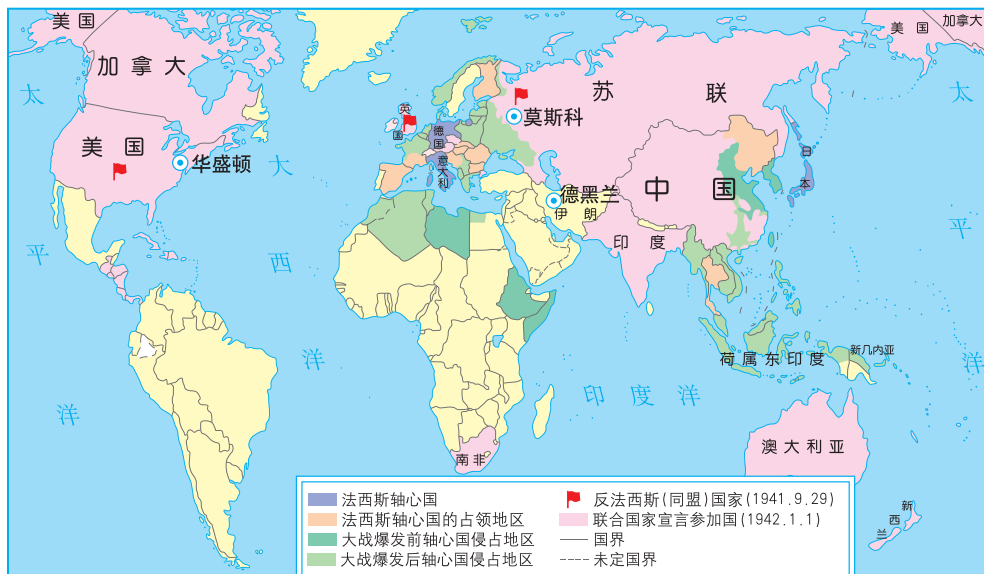 美国
加拿大
美国
加拿大
太
苏联
太
英国
莫斯科
美国
华盛顿
大
德国
意大利
日本
中国
德黑兰
伊朗
印度
平
西
平
洋
荷属东印度
新几内亚
洋
洋
印度洋
澳大利亚
南非
新西兰
法西斯轴心国
反法西斯(同盟)国家(1941.9.29)
法西斯轴心国的占领地区
联合国家宣言参加国(1942.1.1)
大战爆发前轴心国侵占地区
国界
大战爆发后轴心国侵占地区
未定国界